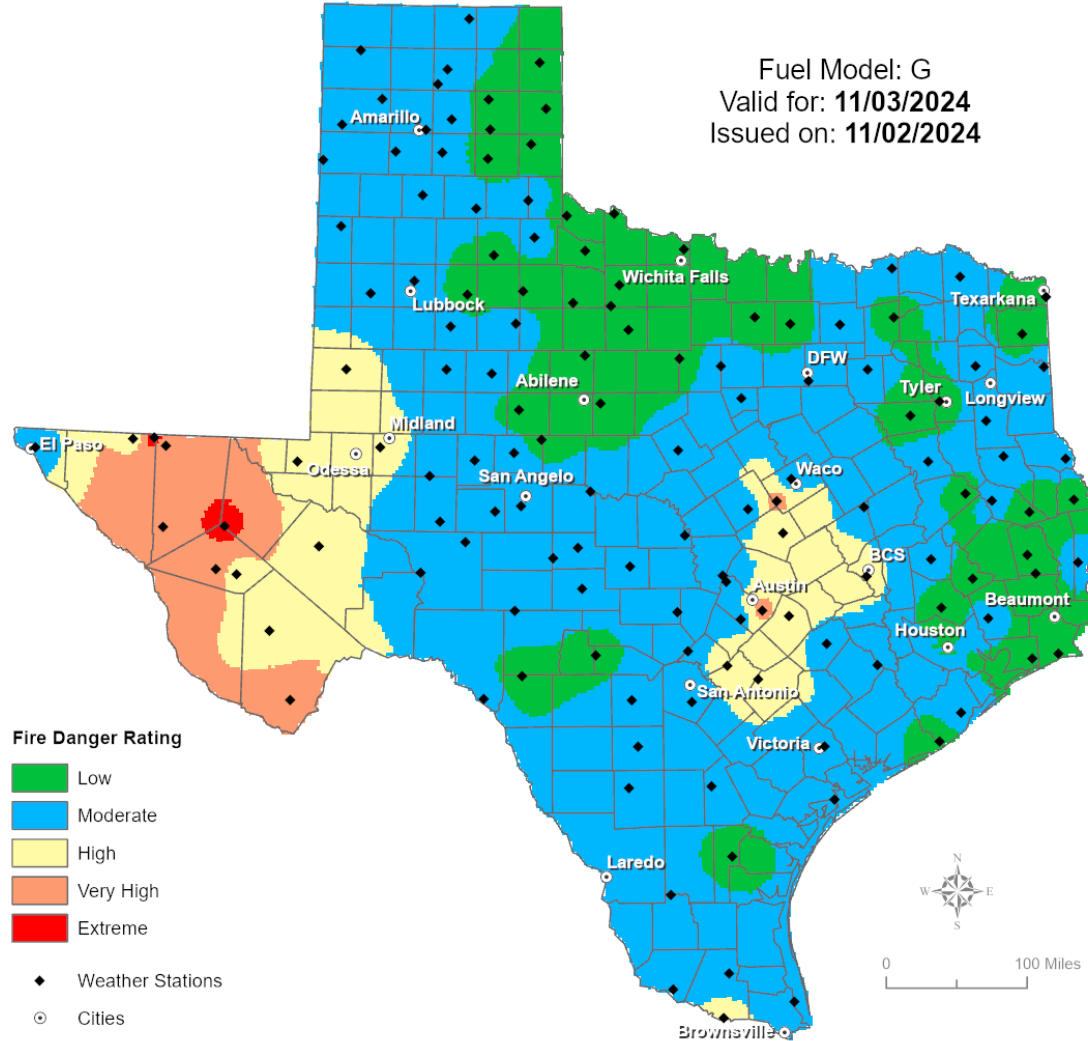 Fuel Model: G
Valid for: 11/03/2024
Issued on: 11/02/2024
Amarillo
Wichita Falls
Lubbock
Texarkana
DFW
Abilene
Tyler
Longview
Midland
El Paso
Odessa
San Angelo
Waco
BCS
Austin
Beaumont
Houston
San Antonio
Victoria
Laredo
Brownsville
Fire Danger Rating
Low
Moderate
High
Very High
Extreme
Weather Stations
Cities
N
W E
S
0 100 Miles